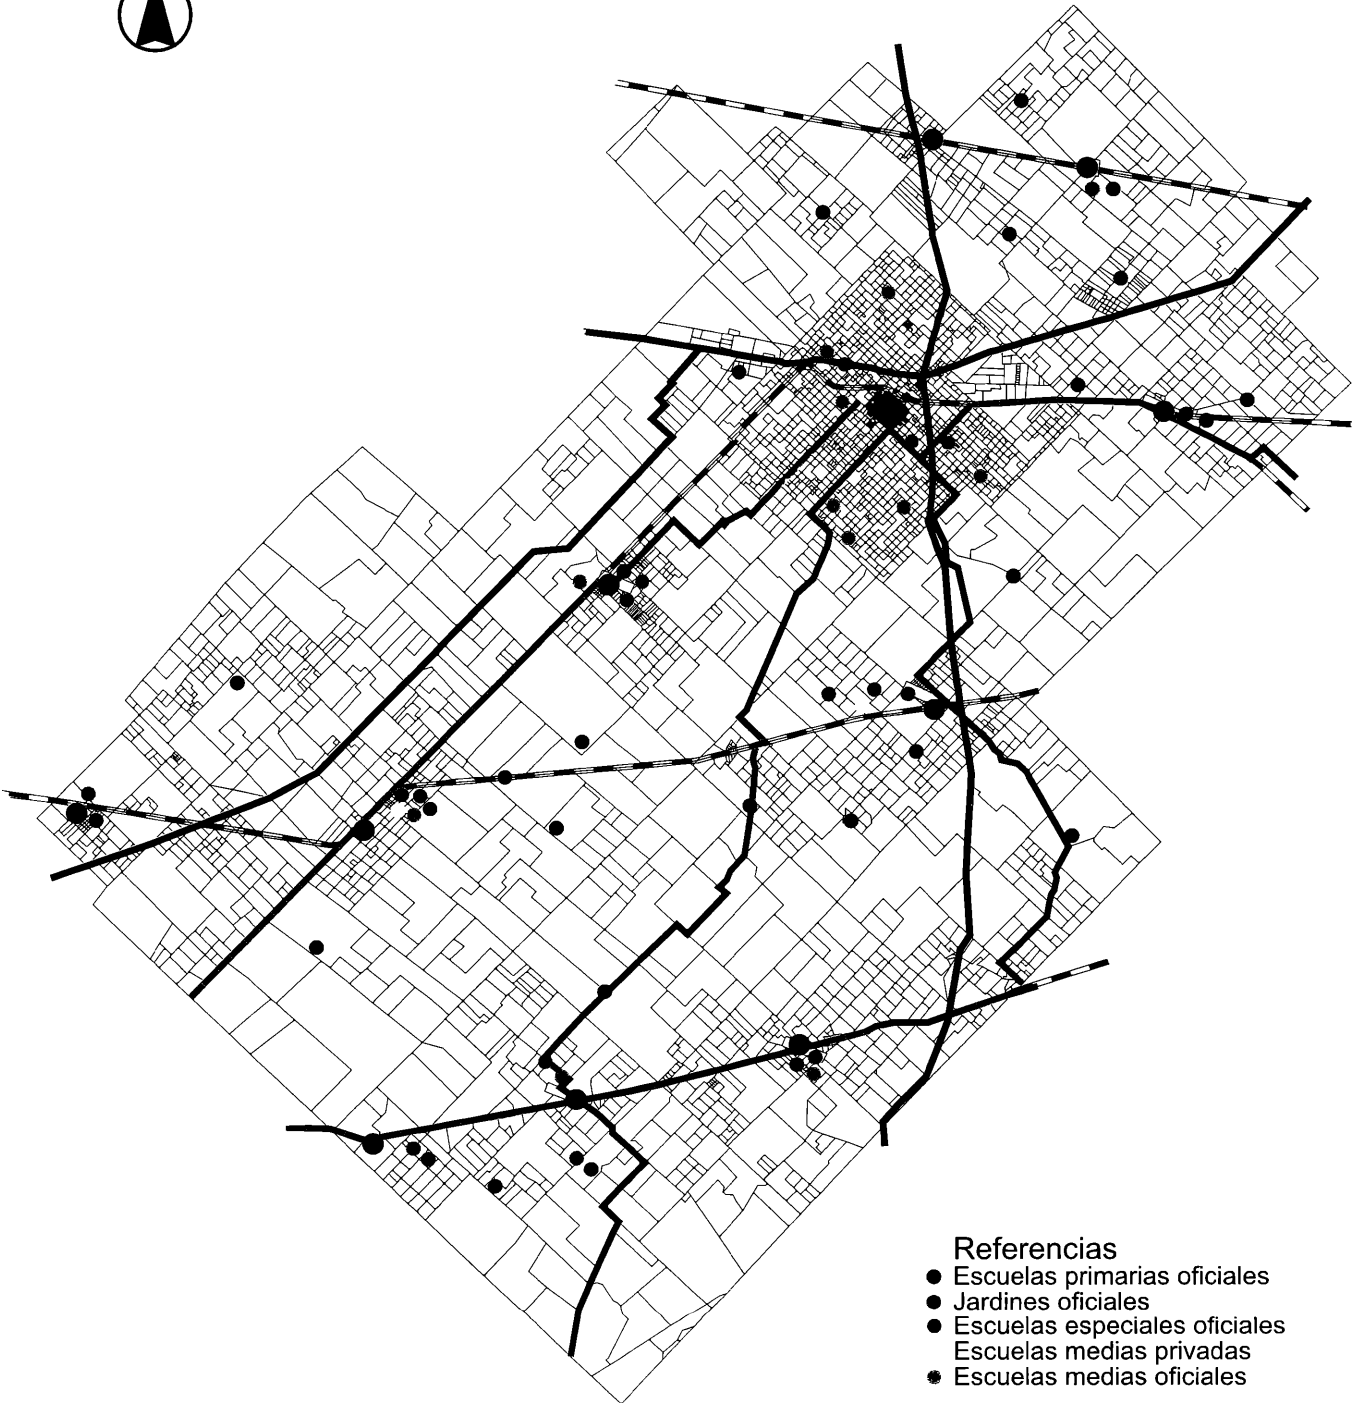 Referencias
Escuelas primarias oficiales
Jardines oficiales
Escuelas especiales oficiales
Escuelas medias privadas
Escuelas medias oficiales